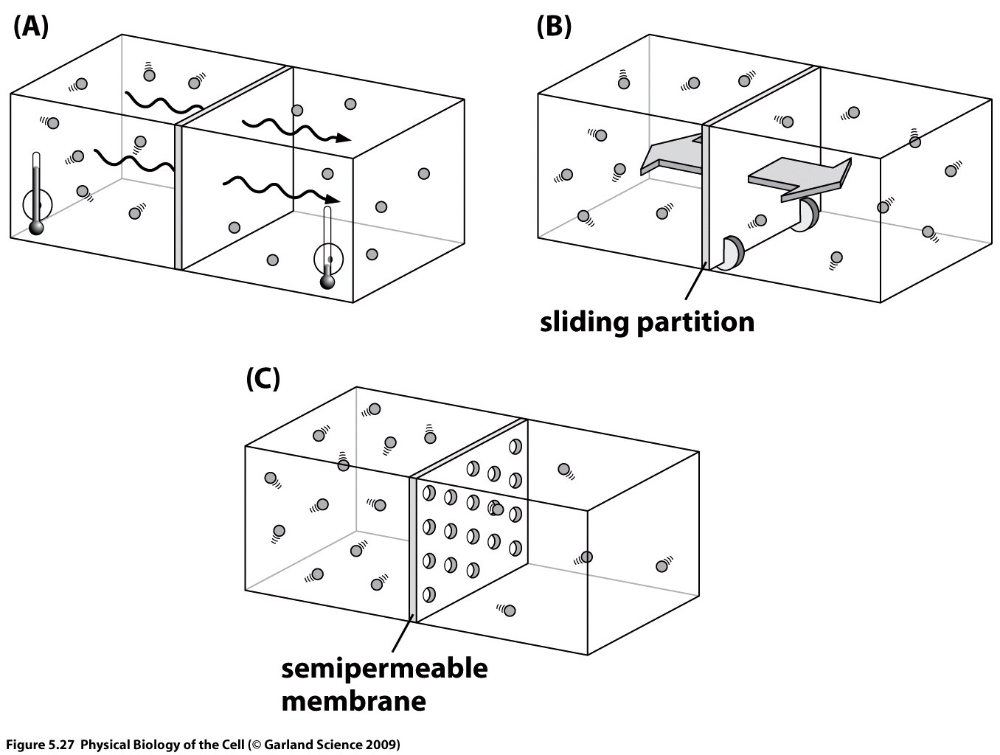 (A)
(B)
sliding partition
(C)
semipermeable
membrane
Figure 5.27 Physical Biology of the Cell (© Garland Science 2009)